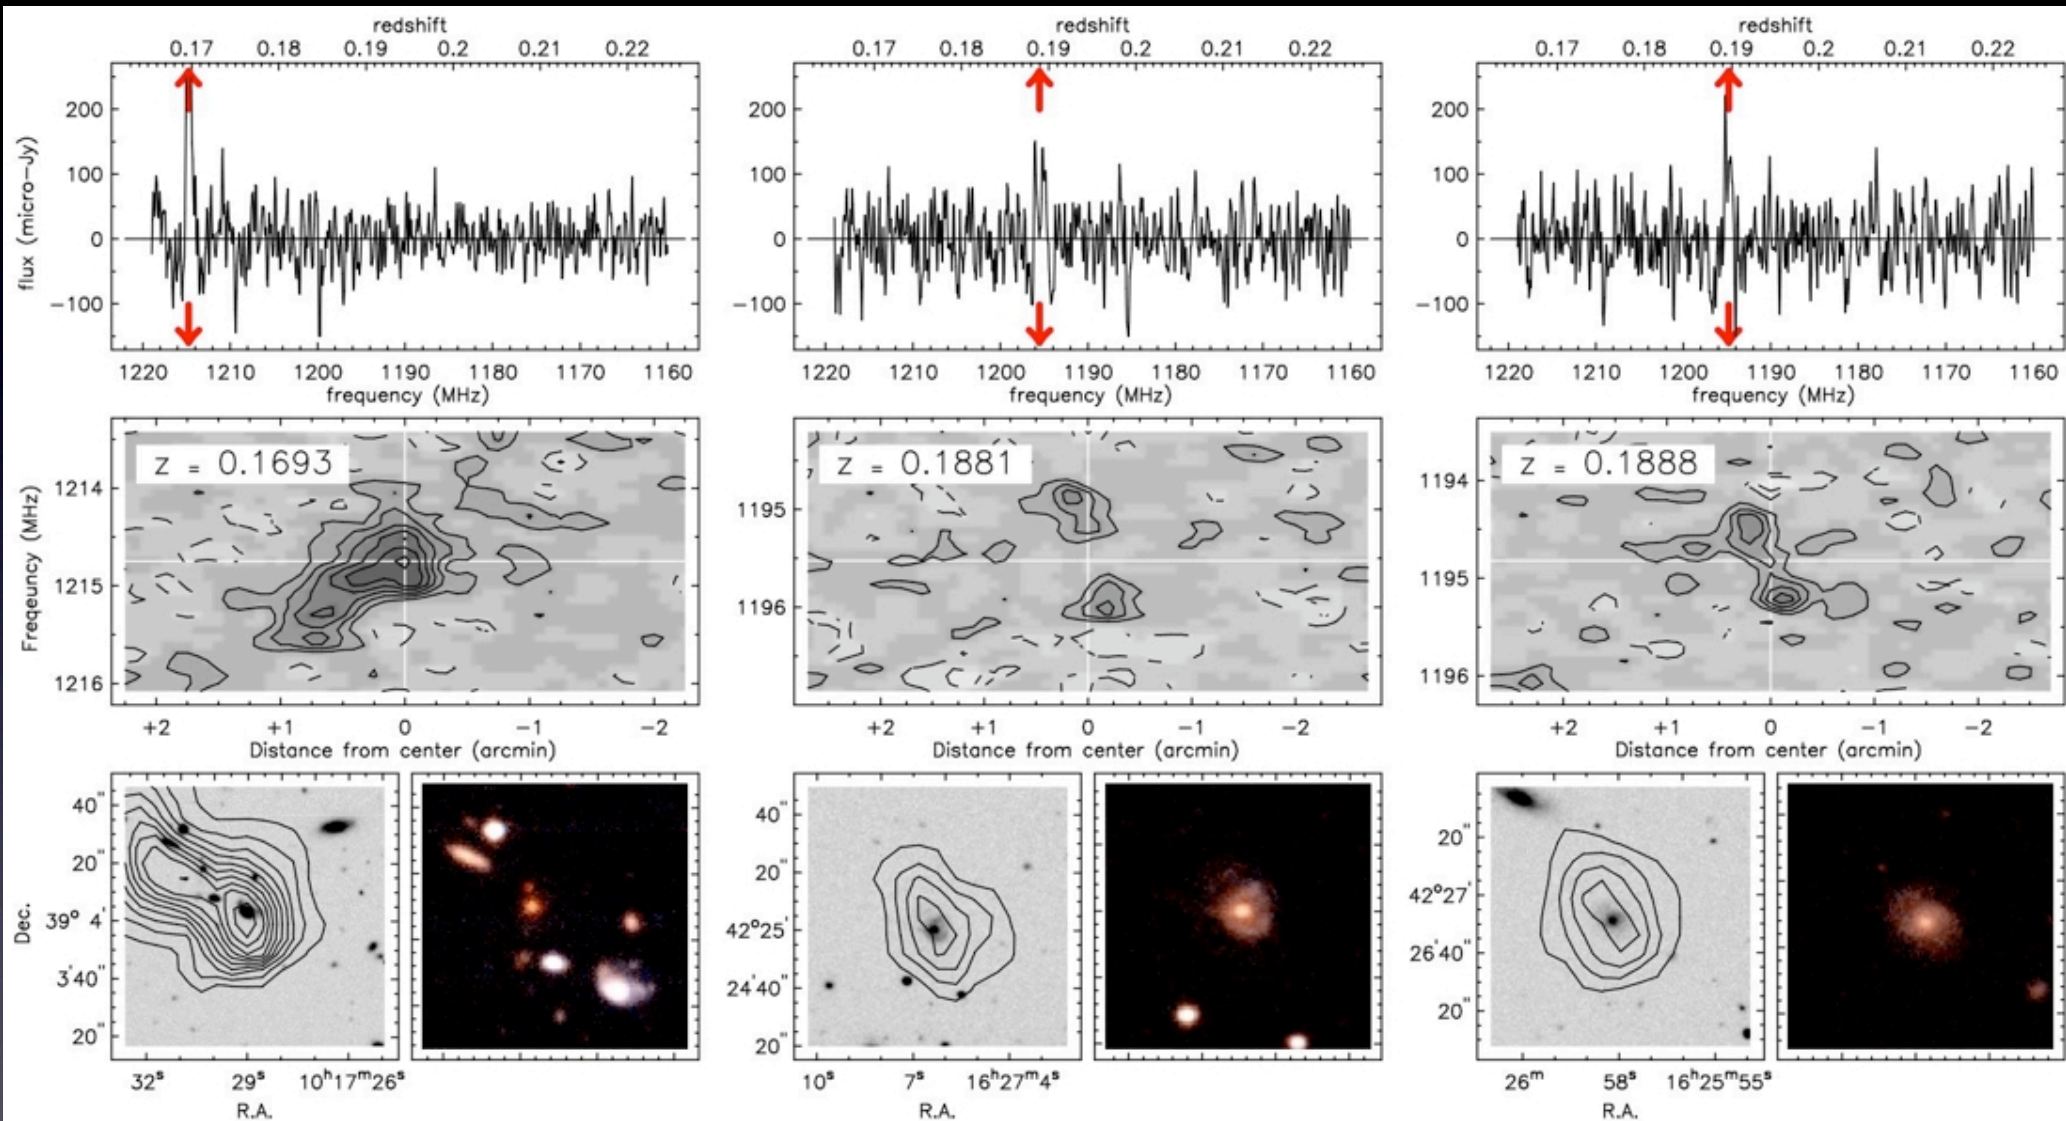 redshift
0.17 0.18 0.19 0.2 0.21 0.22
200
100
0
−100
flux (micro−Jy)
1220 1210 1200 1190 1180 1170 1160
frequency (MHz)
redshift
0.17 0.18 0.19 0.2 0.21 0.22
200
100
0
−100
1220 1210 1200 1190 1180 1170 1160
frequency (MHz)
redshift
0.17 0.18 0.19 0.2 0.21 0.22
200
100
0
−100
1220 1210 1200 1190 1180 1170 1160
frequency (MHz)
z = 0.1693
1214
1215
1216
Freqeuncy (MHz)
+2 +1 0 −1 −2
Distance from center (arcmin)
z = 0.1881
1195
1196
+2 +1 0 −1 −2
Distance from center (arcmin)
z = 0.1888
1194
1195
1196
+2 +1 0 −1 −2
Distance from center (arcmin)
40"
20"
39° 4'
3'40"
20"
Dec.
32ˢ 29ˢ 10ʰ17ᵐ26ˢ
R.A.
40"
20"
42°25'
24'40"
20"
10ˢ 7ˢ 16ʰ27ᵐ4ˢ
R.A.
20"
42°27'
26'40"
20"
26ᵐ 58ˢ 16ʰ25ᵐ55ˢ
R.A.